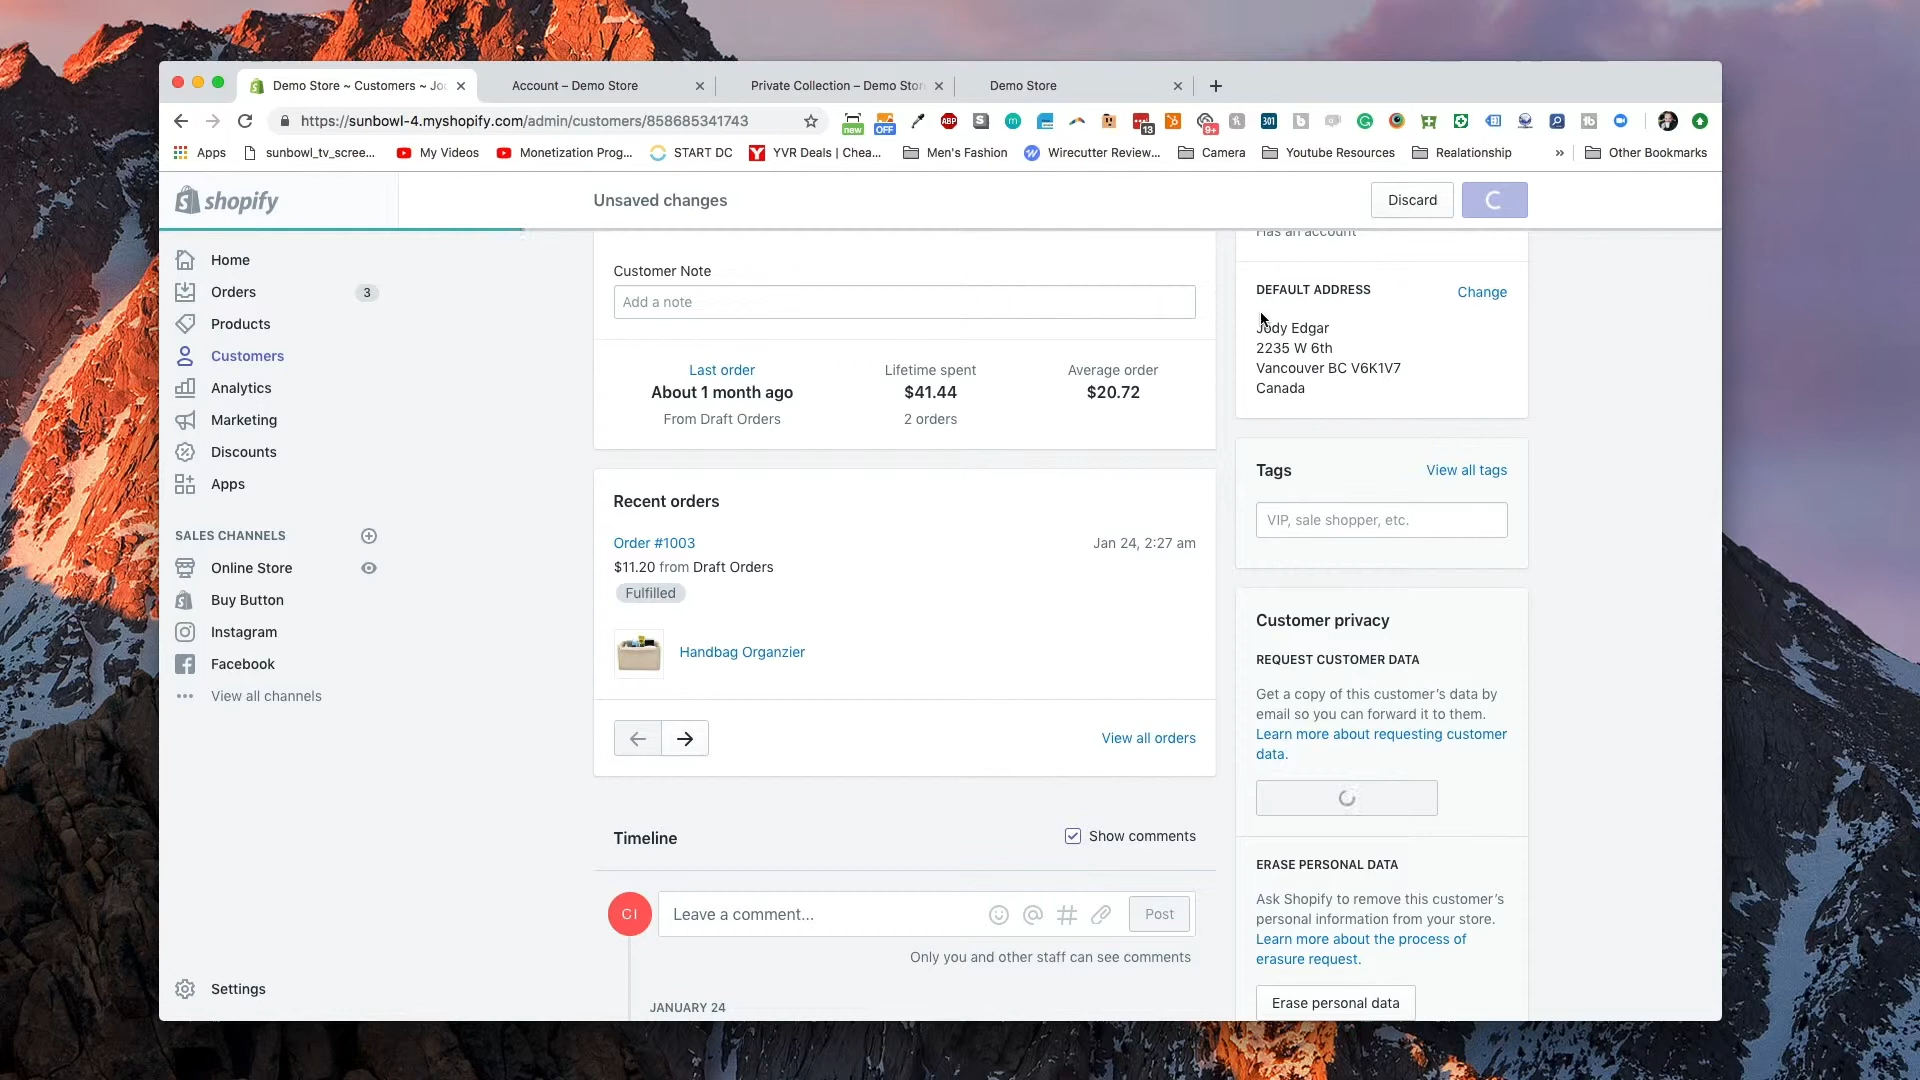 Demo Store ~ Customers ~ Jo
Account – Demo Store
Private Collection – Demo Stor
Demo Store
https://sunbowl-4.myshopify.com/admin/customers/858685341743
new
OFF
ABP
13
9+
301
Apps
sunbowl_tv_scree...
My Videos
Monetization Prog...
START DC
YVR Deals | Chea...
Men's Fashion
Wirecutter Review...
Camera
Youtube Resources
Realationship
»
Other Bookmarks
shopify
Unsaved changes
Discard
Home
Orders
3
Products
Customers
Analytics
Marketing
Discounts
Apps
SALES CHANNELS
Online Store
Buy Button
Instagram
Facebook
View all channels
Settings
Customer Note
Add a note
Last order
About 1 month ago
From Draft Orders
Lifetime spent
$41.44
2 orders
Average order
$20.72
Recent orders
Order #1003
Jan 24, 2:27 am
$11.20 from Draft Orders
Fulfilled
Handbag Organzier
View all orders
Timeline
Show comments
CI
Leave a comment...
Post
Only you and other staff can see comments
JANUARY 24
Has an account
DEFAULT ADDRESS
Change
Jody Edgar
2235 W 6th
Vancouver BC V6K1V7
Canada
Tags
View all tags
VIP, sale shopper, etc.
Customer privacy
REQUEST CUSTOMER DATA
Get a copy of this customer's data by
email so you can forward it to them.
Learn more about requesting customer
data.
ERASE PERSONAL DATA
Ask Shopify to remove this customer's
personal information from your store.
Learn more about the process of
erasure request.
Erase personal data